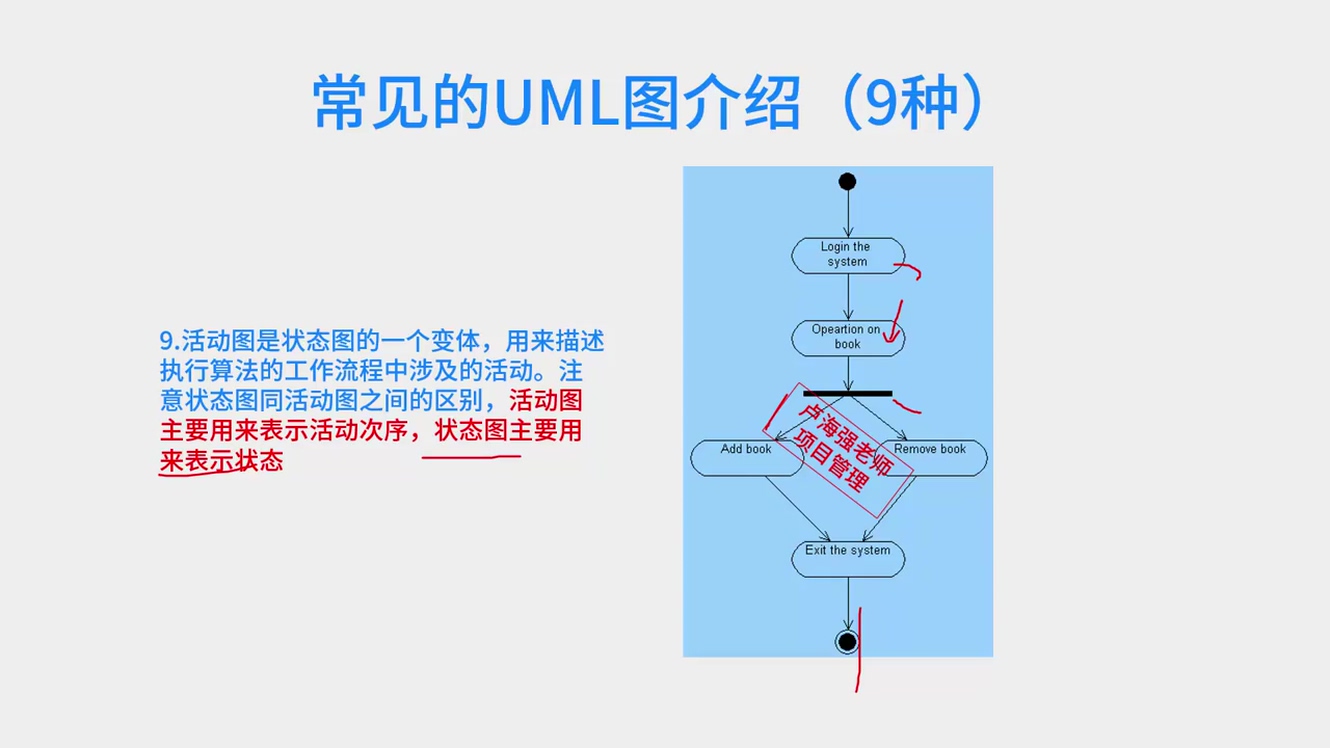 常见的UML图介绍（9种）
9.活动图是状态图的一个变体，用来描述
执行算法的工作流程中涉及的活动。注
意状态图同活动图之间的区别，活动图
主要用来表示活动次序，状态图主要用
来表示状态
Login the
system
Opeartion on
book
卢海强老师
项目管理
Add book
Remove book
Exit the system